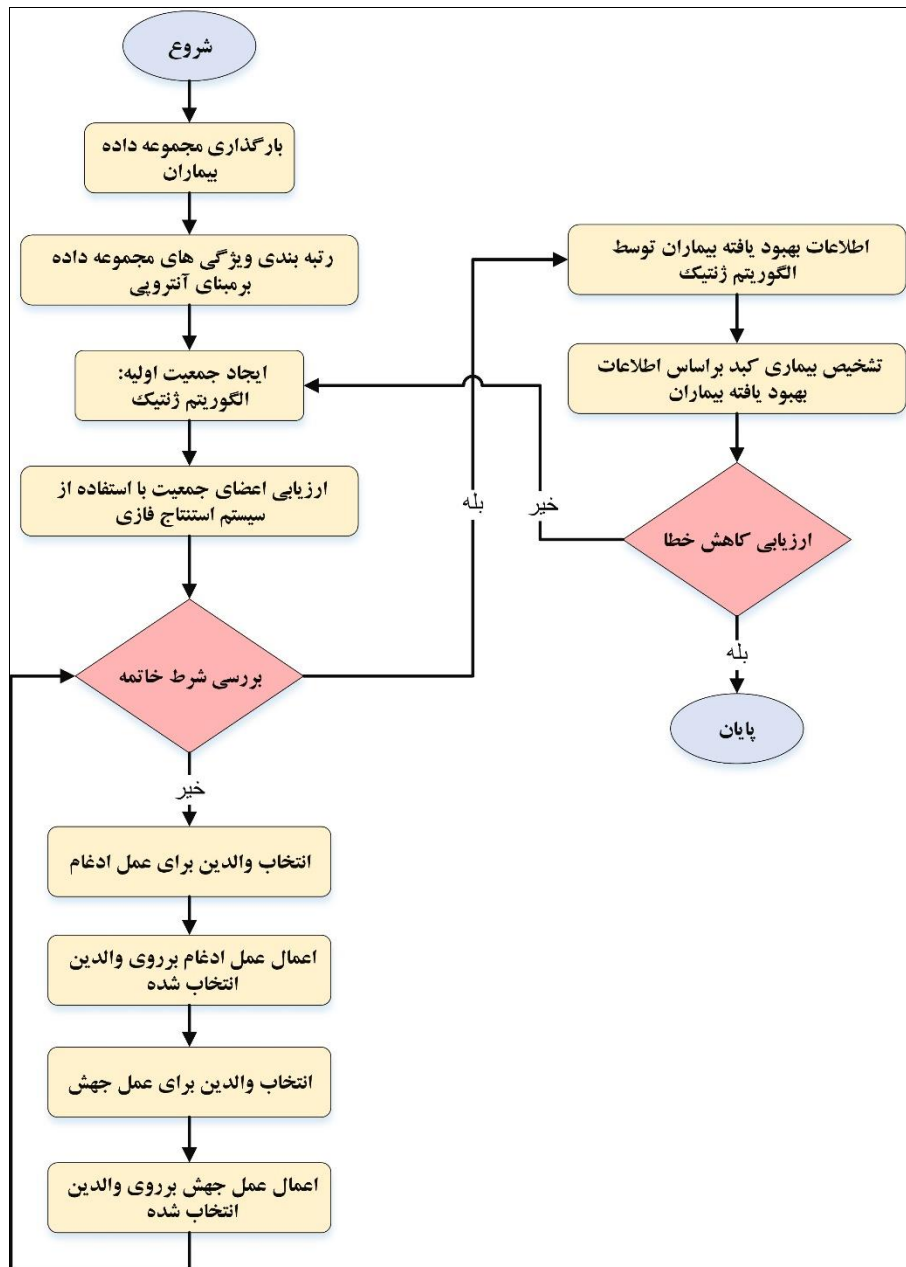 شروع
بارگذاری مجموعه داده
بیماران
رتبه بندی ویژگی های مجموعه داده
برمبنای آنتروپی
ایجاد جمعیت اولیه:
الگوریتم ژنتیک
ارزیابی اعضای جمعیت با استفاده از
سیستم استنتاج فازی
بررسی شرط خاتمه
بله
خیر
انتخاب والدین برای عمل ادغام
اعمال عمل ادغام برروی والدین
انتخاب شده
انتخاب والدین برای عمل جهش
اعمال عمل جهش برروی والدین
انتخاب شده
اطلاعات بهبود یافته بیماران توسط
الگوریتم ژنتیک
تشخیص بیماری کبد براساس اطلاعات
بهبود یافته بیماران
ارزیابی کاهش خطا
خیر
بله
پایان